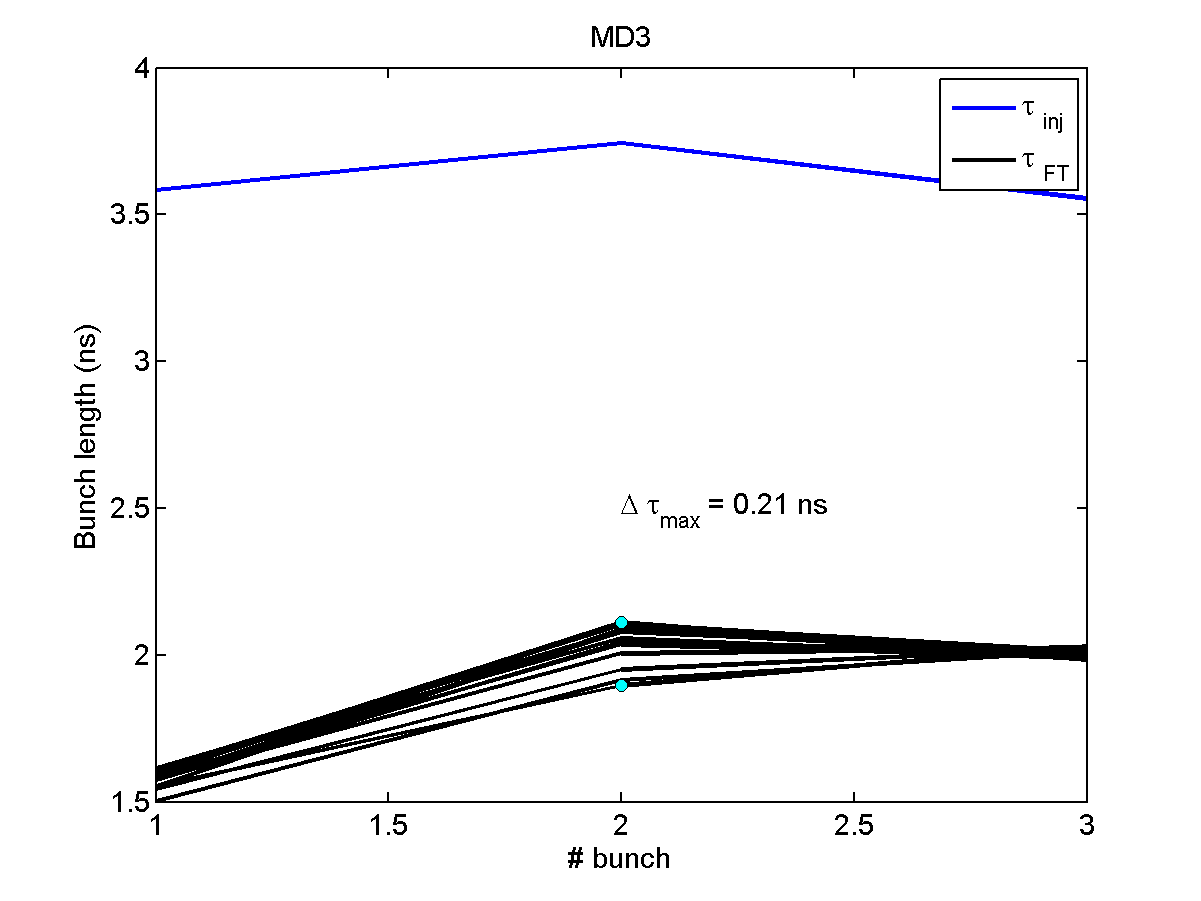 MD3
4
3.5
3
2.5
2
1.5
Bunch length (ns)
τ inj
τ FT
Δ τmax = 0.21 ns
1 1.5 2 2.5 3
# bunch